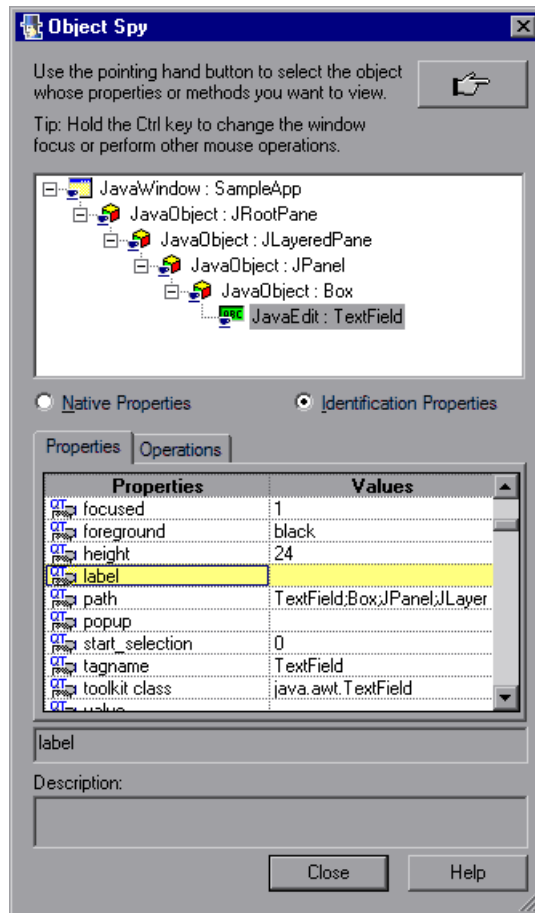 Object Spy
Use the pointing hand button to select the object
whose properties or methods you want to view.
Tip: Hold the Ctrl key to change the window
focus or perform other mouse operations.
JavaWindow : SampleApp
JavaObject : JRootPane
JavaObject : JLayeredPane
JavaObject : JPanel
JavaObject : Box
ABC JavaEdit : TextField
Native Properties Identification Properties
Properties Operations
Properties Values
focused 1
foreground black
height 24
label
path TextField;Box;JPanel;JLayer
popup
start_selection 0
tagname TextField
toolkit class java.awt.TextField
value
label
Description:
Close Help